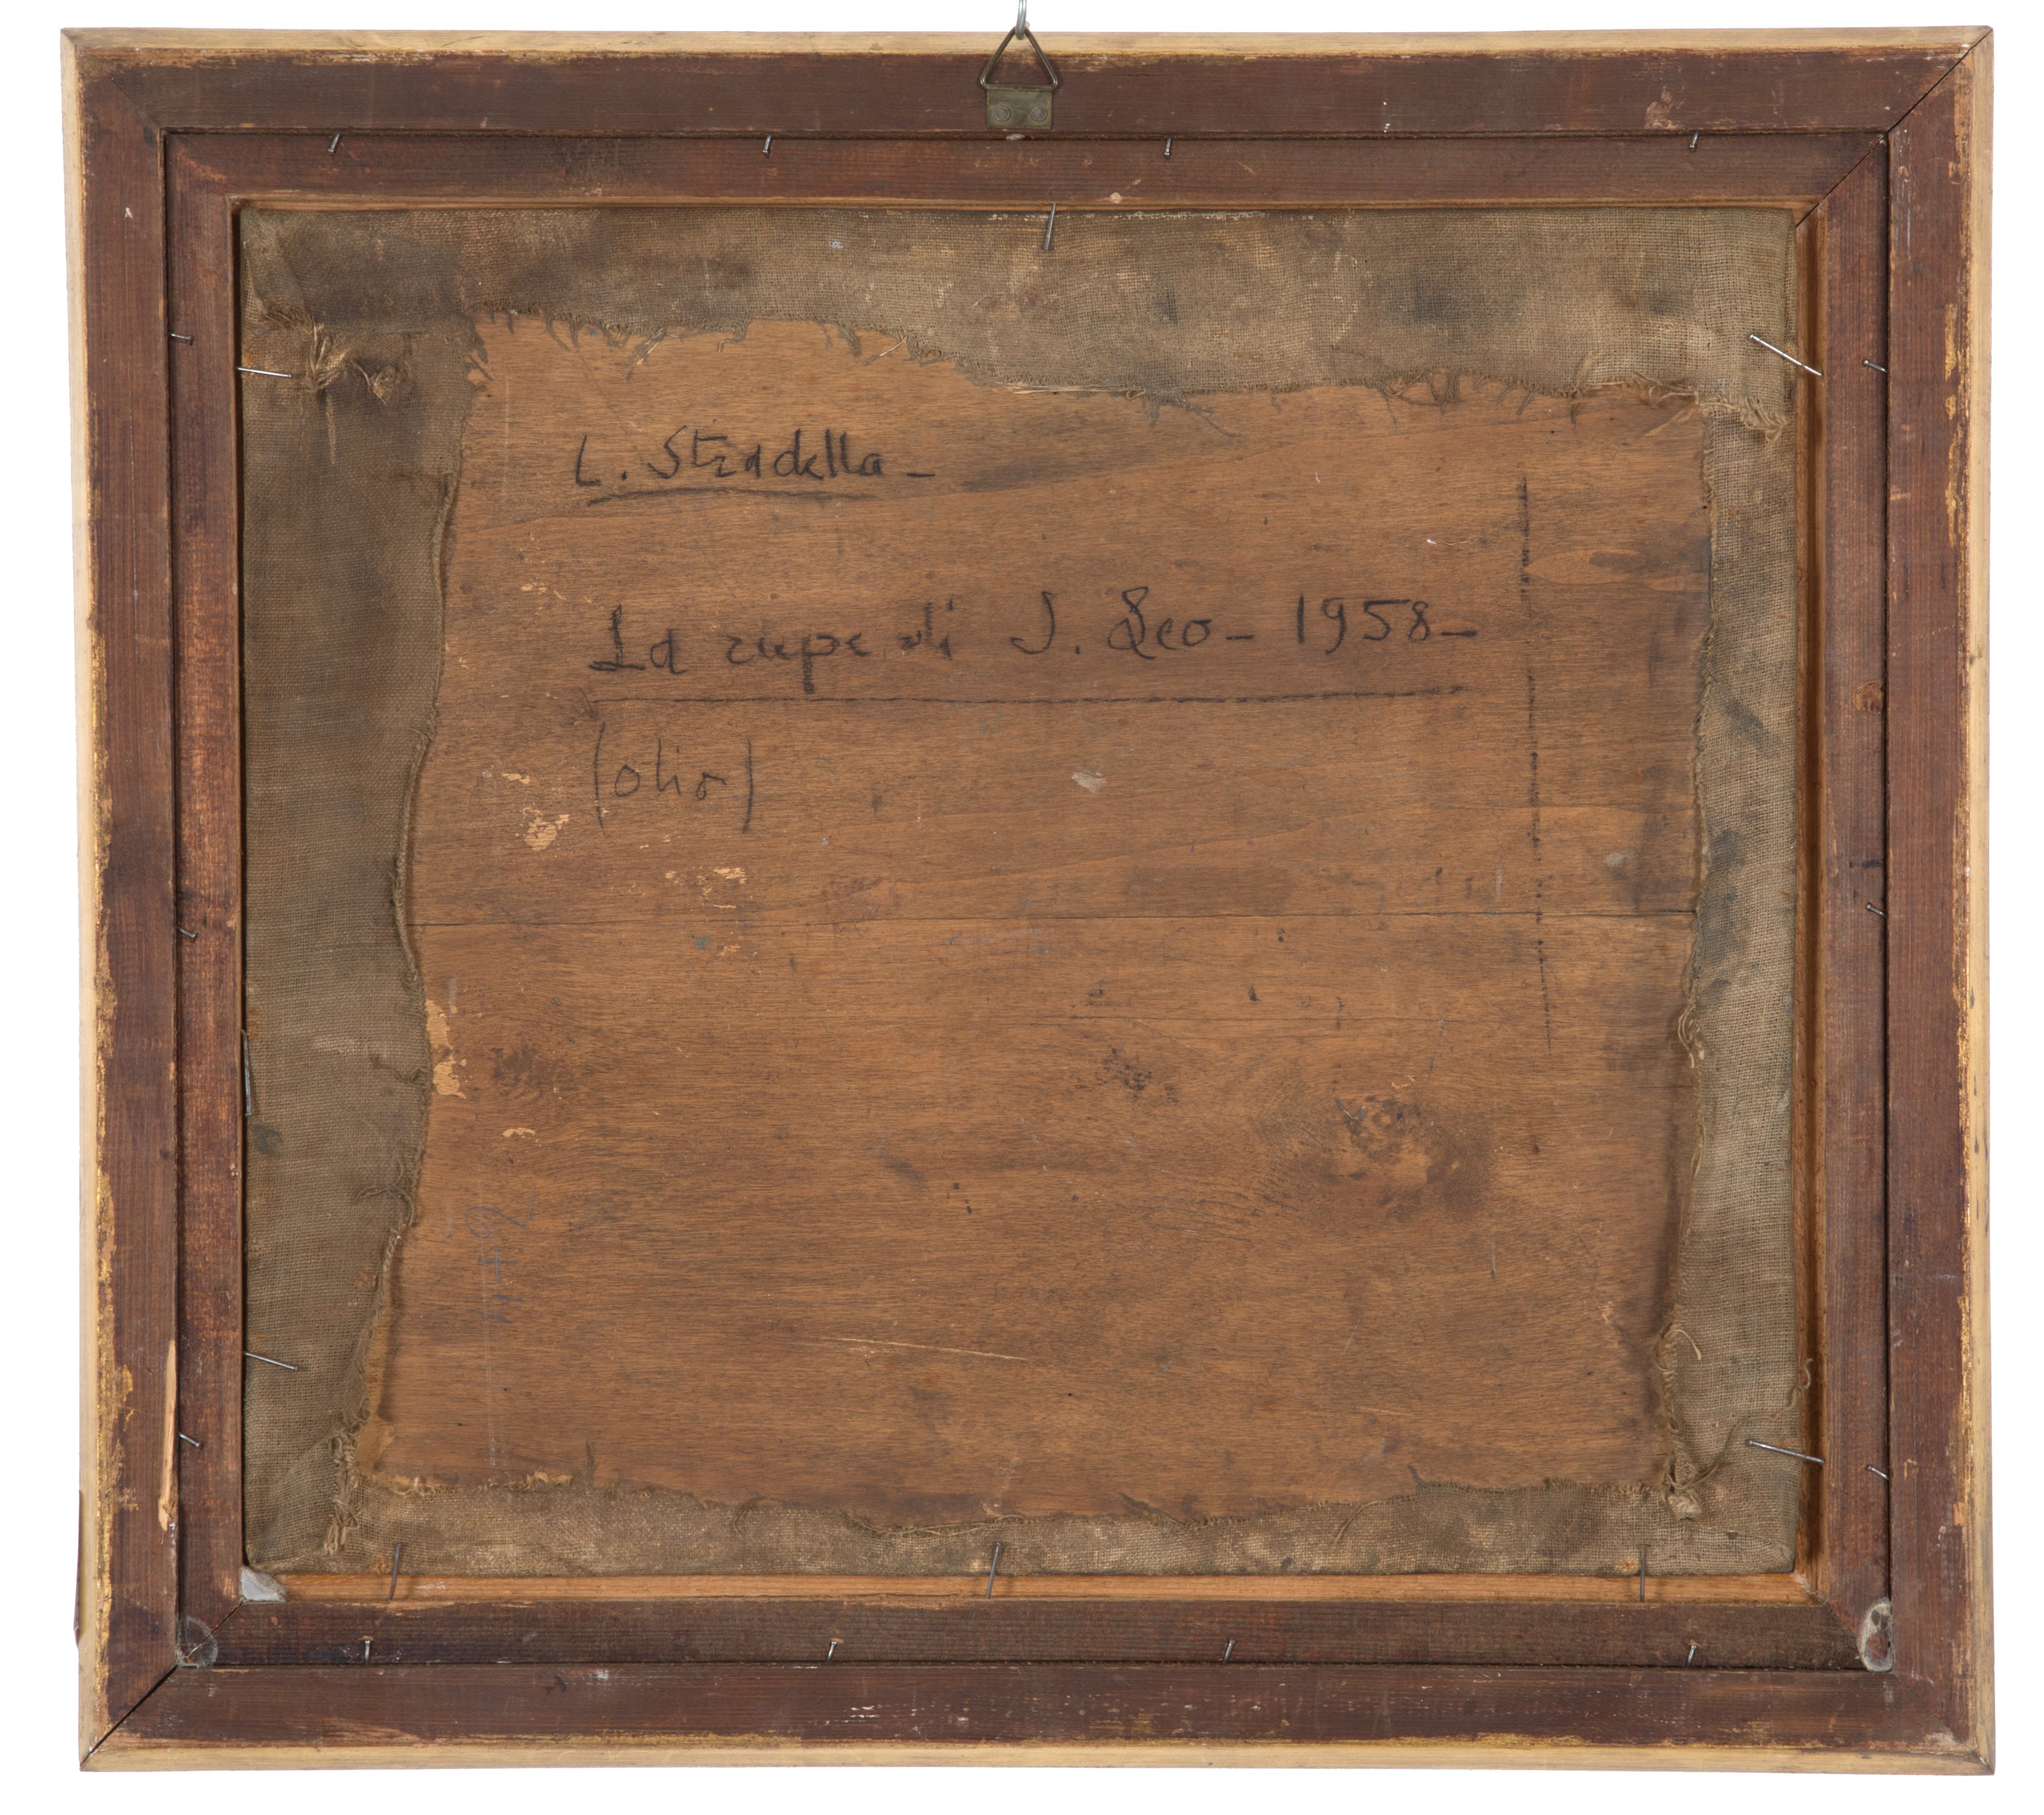 L. Stradella -
La rupe di S. Leo - 1958 -
(olio)